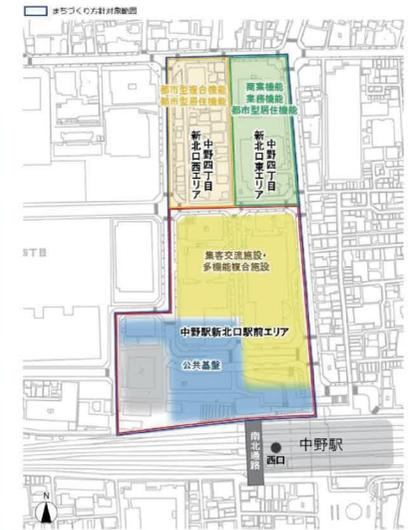 まちづくり方針対象範囲
都市型複合機能
都市型居住機能
商業機能
業務機能
都市型居住機能
中野四丁目
新北口西エリア
中野四丁目
新北口東エリア
集客交流施設・
多機能複合施設
中野駅新北口駅前エリア
公共基盤
南北通路
西口
中野駅
N